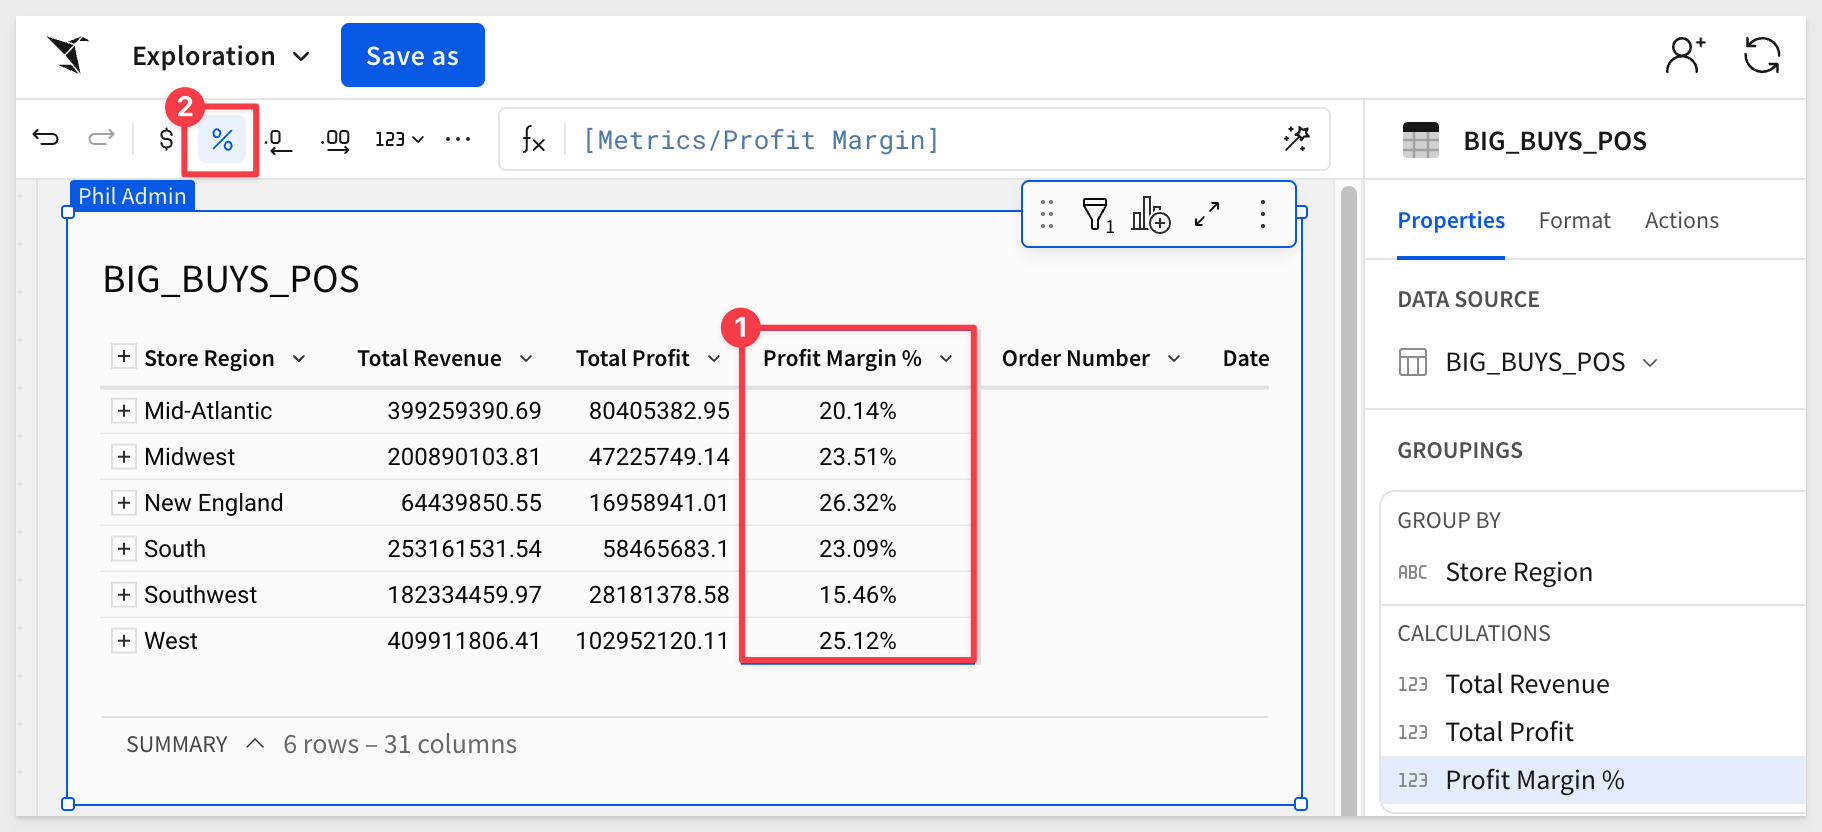 Exploration
Save as
2
$ % .0 .00 123 ...
fx [Metrics/Profit Margin]
BIG_BUYS_POS
Phil Admin
1
Properties Format Actions
BIG_BUYS_POS
DATA SOURCE
BIG_BUYS_POS
1
Store Region Total Revenue Total Profit Profit Margin % Order Number Date
Mid-Atlantic 399259390.69 80405382.95 20.14%
Midwest 200890103.81 47225749.14 23.51%
New England 64439850.55 16958941.01 26.32%
South 253161531.54 58465683.1 23.09%
Southwest 182334459.97 28181378.58 15.46%
West 409911806.41 102952120.11 25.12%
SUMMARY 6 rows – 31 columns
GROUPINGS
GROUP BY
ABC Store Region
CALCULATIONS
123 Total Revenue
123 Total Profit
123 Profit Margin %